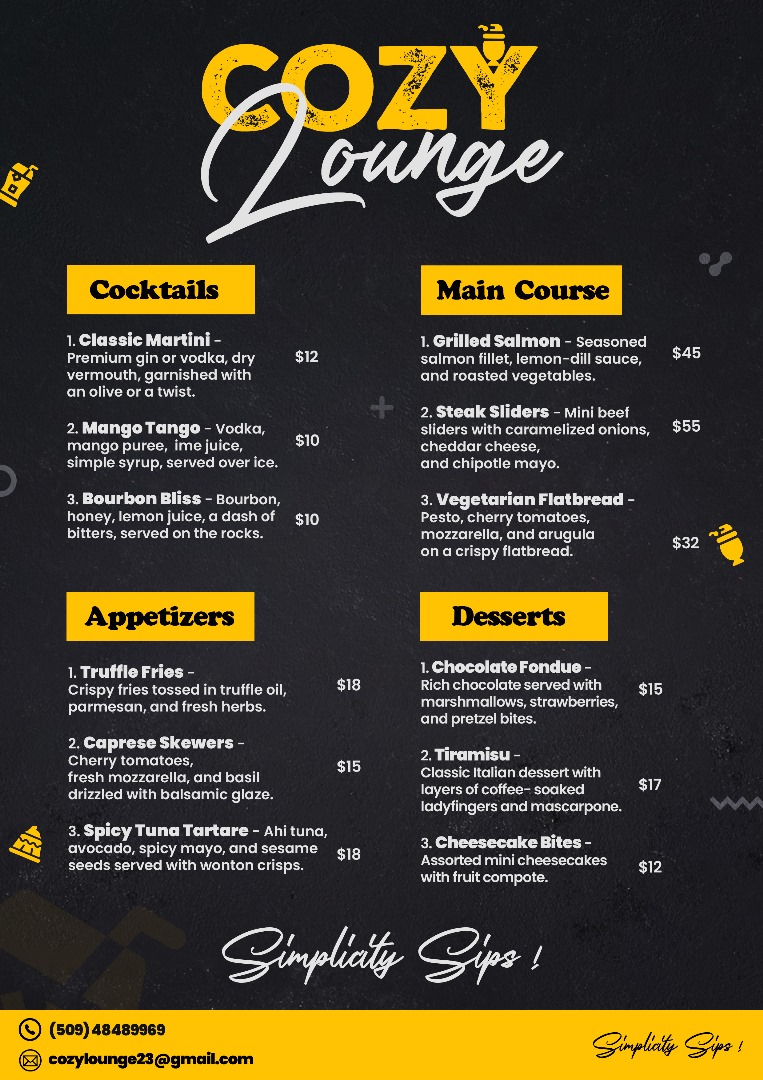 COZY
Lounge
Cocktails
1. Classic Martini –
Premium gin or vodka, dry
vermouth, garnished with
an olive or a twist.
$12
2. Mango Tango – Vodka,
mango puree,  ime juice,
simple syrup, served over ice.
$10
3. Bourbon Bliss – Bourbon,
honey, lemon juice, a dash of
bitters, served on the rocks.
$10
Main Course
1. Grilled Salmon – Seasoned
salmon fillet, lemon-dill sauce,
and roasted vegetables.
$45
2. Steak Sliders – Mini beef
sliders with caramelized onions,
cheddar cheese,
and chipotle mayo.
$55
3. Vegetarian Flatbread –
Pesto, cherry tomatoes,
mozzarella, and arugula
on a crispy flatbread.
$32
Appetizers
1. Truffle Fries –
Crispy fries tossed in truffle oil,
parmesan, and fresh herbs.
$18
2. Caprese Skewers –
Cherry tomatoes,
fresh mozzarella, and basil
drizzled with balsamic glaze.
$15
3. Spicy Tuna Tartare – Ahi tuna,
avocado, spicy mayo, and sesame
seeds served with wonton crisps.
$18
Desserts
1. Chocolate Fondue –
Rich chocolate served with
marshmallows, strawberries,
and pretzel bites.
$15
2. Tiramisu –
Classic Italian dessert with
layers of coffee- soaked
ladyfingers and mascarpone.
$17
3. Cheesecake Bites –
Assorted mini cheesecakes
with fruit compote.
$12
Simplicity Sips !
(509) 48489969
cozylounge23@gmail.com
Simplicity Sips !